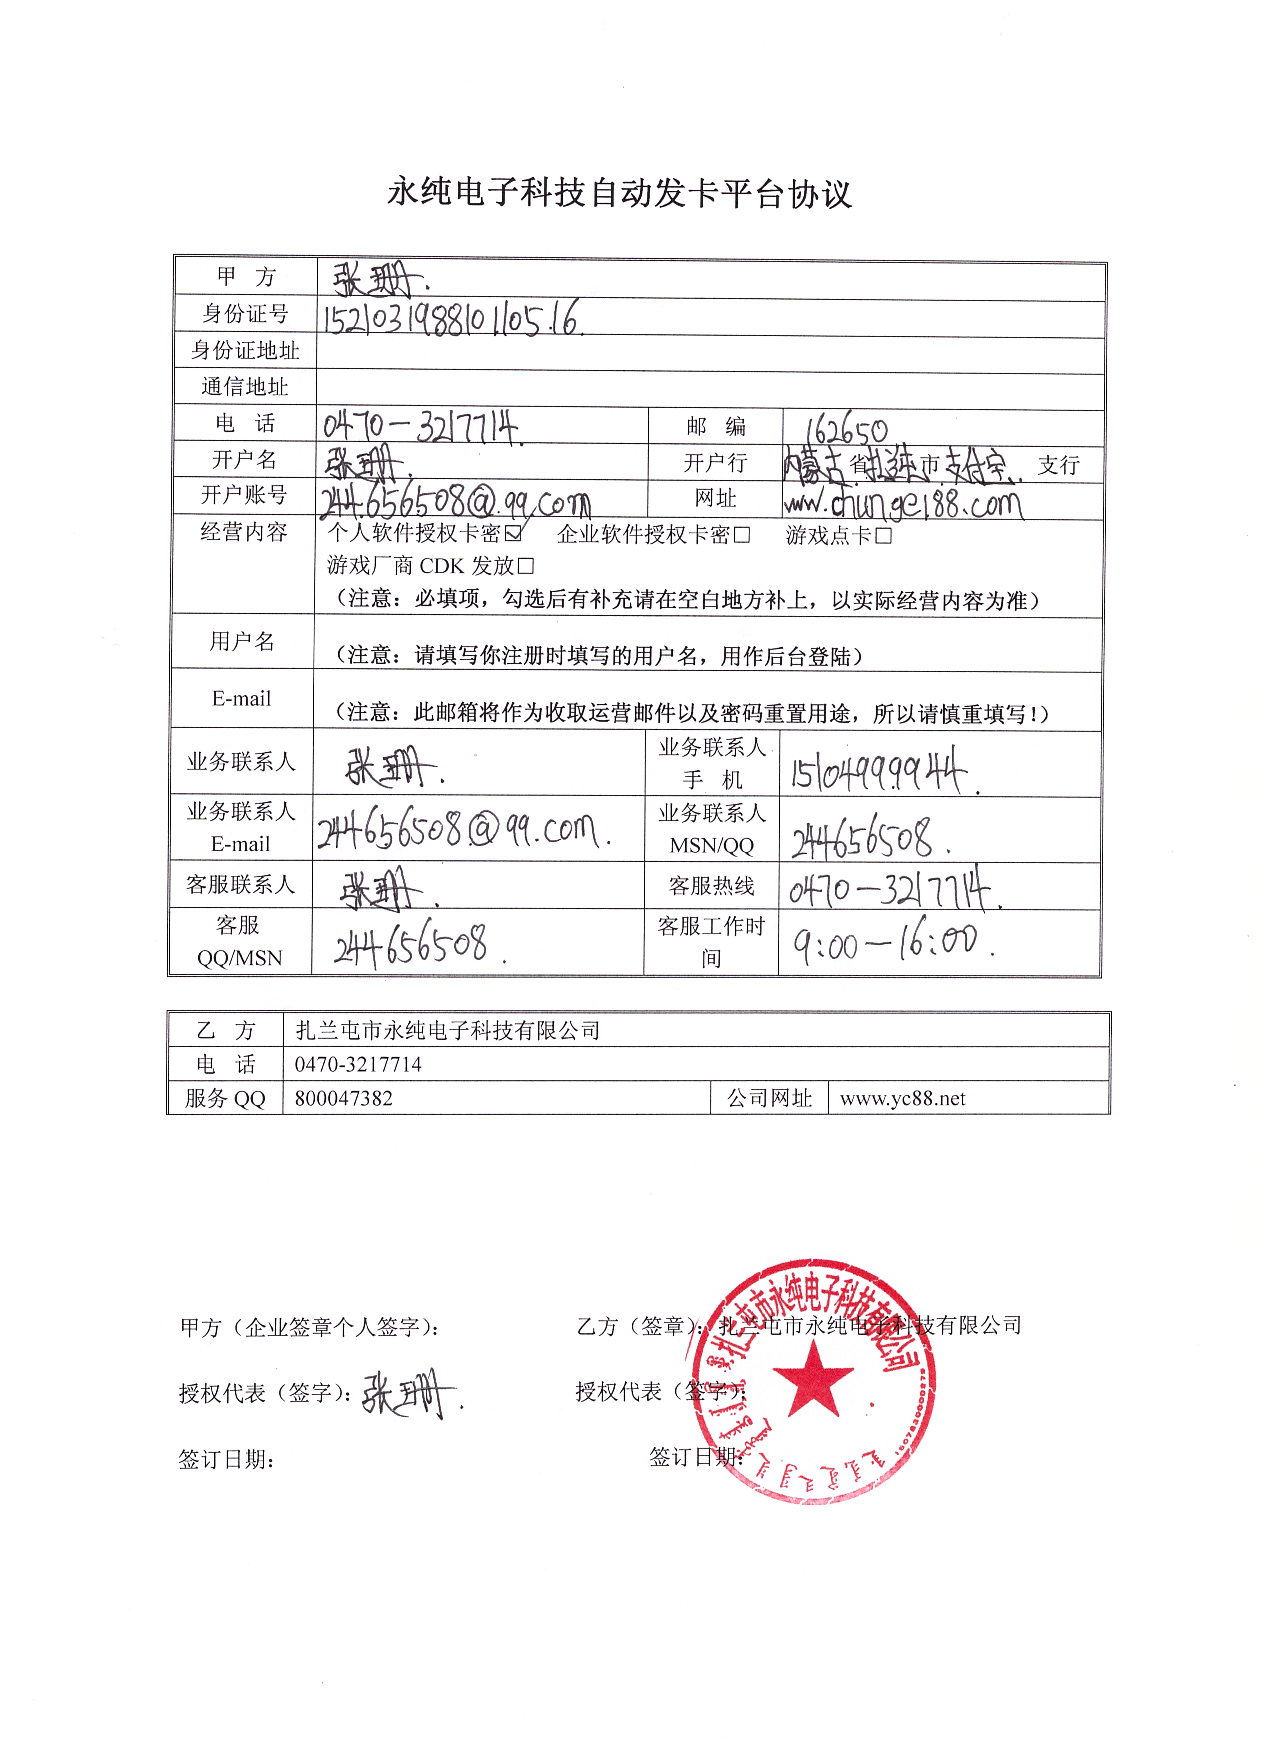 永纯电子科技自动发卡平台协议
甲 方 张珊.
身份证号 1521031988101105.16.
身份证地址
通信地址
电 话 0470-3217714. 邮 编 162650
开户名 张珊. 开户行 内蒙古 省 扎兰屯 市 支付宝. 支行
开户账号 244.656508@.qq.com 网址 www.chunge188.com
经营内容 个人软件授权卡密☑ 企业软件授权卡密□ 游戏点卡□
游戏厂商 CDK 发放□
（注意：必填项，勾选后有补充请在空白地方补上，以实际经营内容为准）
用户名 （注意：请填写你注册时填写的用户名，用作后台登陆）
E-mail （注意：此邮箱将作为收取运营邮件以及密码重置用途，所以请慎重填写！）
业务联系人 张珊. 业务联系人
手 机 15104999944.
业务联系人
E-mail 244656508@qq.com. 业务联系人
MSN/QQ 244656508.
客服联系人 张珊. 客服热线 0470-3217714.
客服
QQ/MSN 244656508. 客服工作时
间 9:00-16:00.
乙 方 扎兰屯市永纯电子科技有限公司
电 话 0470-3217714
服务 QQ 800047382 公司网址 www.yc88.net
甲方（企业签章个人签字）： 乙方（签章）：扎兰屯市永纯电子科技有限公司
授权代表（签字）：张珊. 授权代表（签字）：
签订日期： 签订日期：
扎兰屯市永纯电子科技有限公司